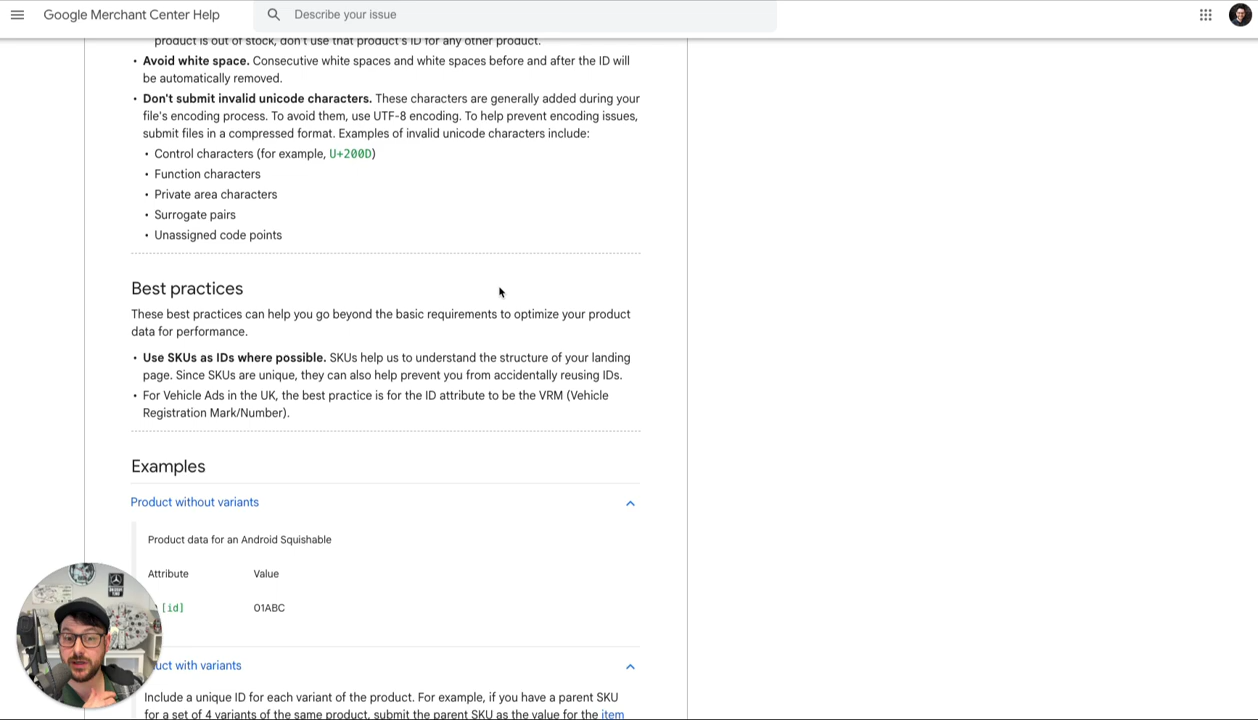 Google Merchant Center Help
Describe your issue
product is out of stock, don't use that product's ID for any other product.
• Avoid white space. Consecutive white spaces and white spaces before and after the ID will
be automatically removed.
• Don't submit invalid unicode characters. These characters are generally added during your
file's encoding process. To avoid them, use UTF-8 encoding. To help prevent encoding issues,
submit files in a compressed format. Examples of invalid unicode characters include:
• Control characters (for example, U+200D)
• Function characters
• Private area characters
• Surrogate pairs
• Unassigned code points
Best practices
These best practices can help you go beyond the basic requirements to optimize your product
data for performance.
• Use SKUs as IDs where possible. SKUs help us to understand the structure of your landing
page. Since SKUs are unique, they can also help prevent you from accidentally reusing IDs.
• For Vehicle Ads in the UK, the best practice is for the ID attribute to be the VRM (Vehicle
Registration Mark/Number).
Examples
Product without variants
Product data for an Android Squishable
Attribute Value
[id] 01ABC
uct with variants
Include a unique ID for each variant of the product. For example, if you have a parent SKU
for a set of 4 variants of the same product, submit the parent SKU as the value for the item